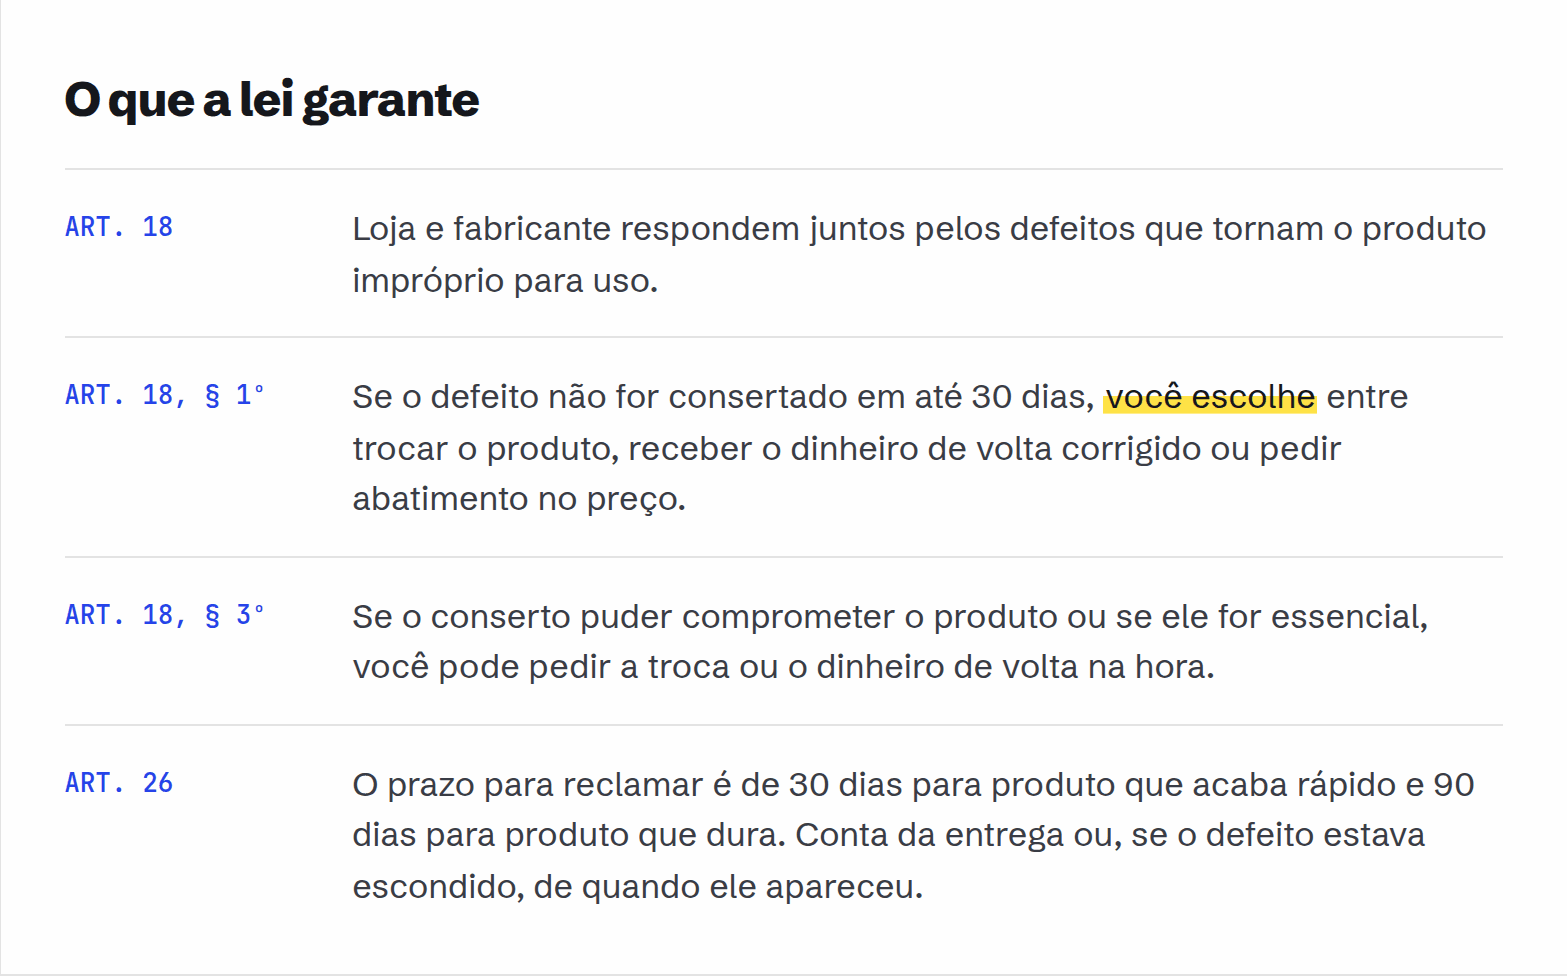 O que a lei garante
ART. 18
Loja e fabricante respondem juntos pelos defeitos que tornam o produto
impróprio para uso.
ART. 18, § 1º
Se o defeito não for consertado em até 30 dias, você escolhe entre
trocar o produto, receber o dinheiro de volta corrigido ou pedir
abatimento no preço.
ART. 18, § 3º
Se o conserto puder comprometer o produto ou se ele for essencial,
você pode pedir a troca ou o dinheiro de volta na hora.
ART. 26
O prazo para reclamar é de 30 dias para produto que acaba rápido e 90
dias para produto que dura. Conta da entrega ou, se o defeito estava
escondido, de quando ele apareceu.